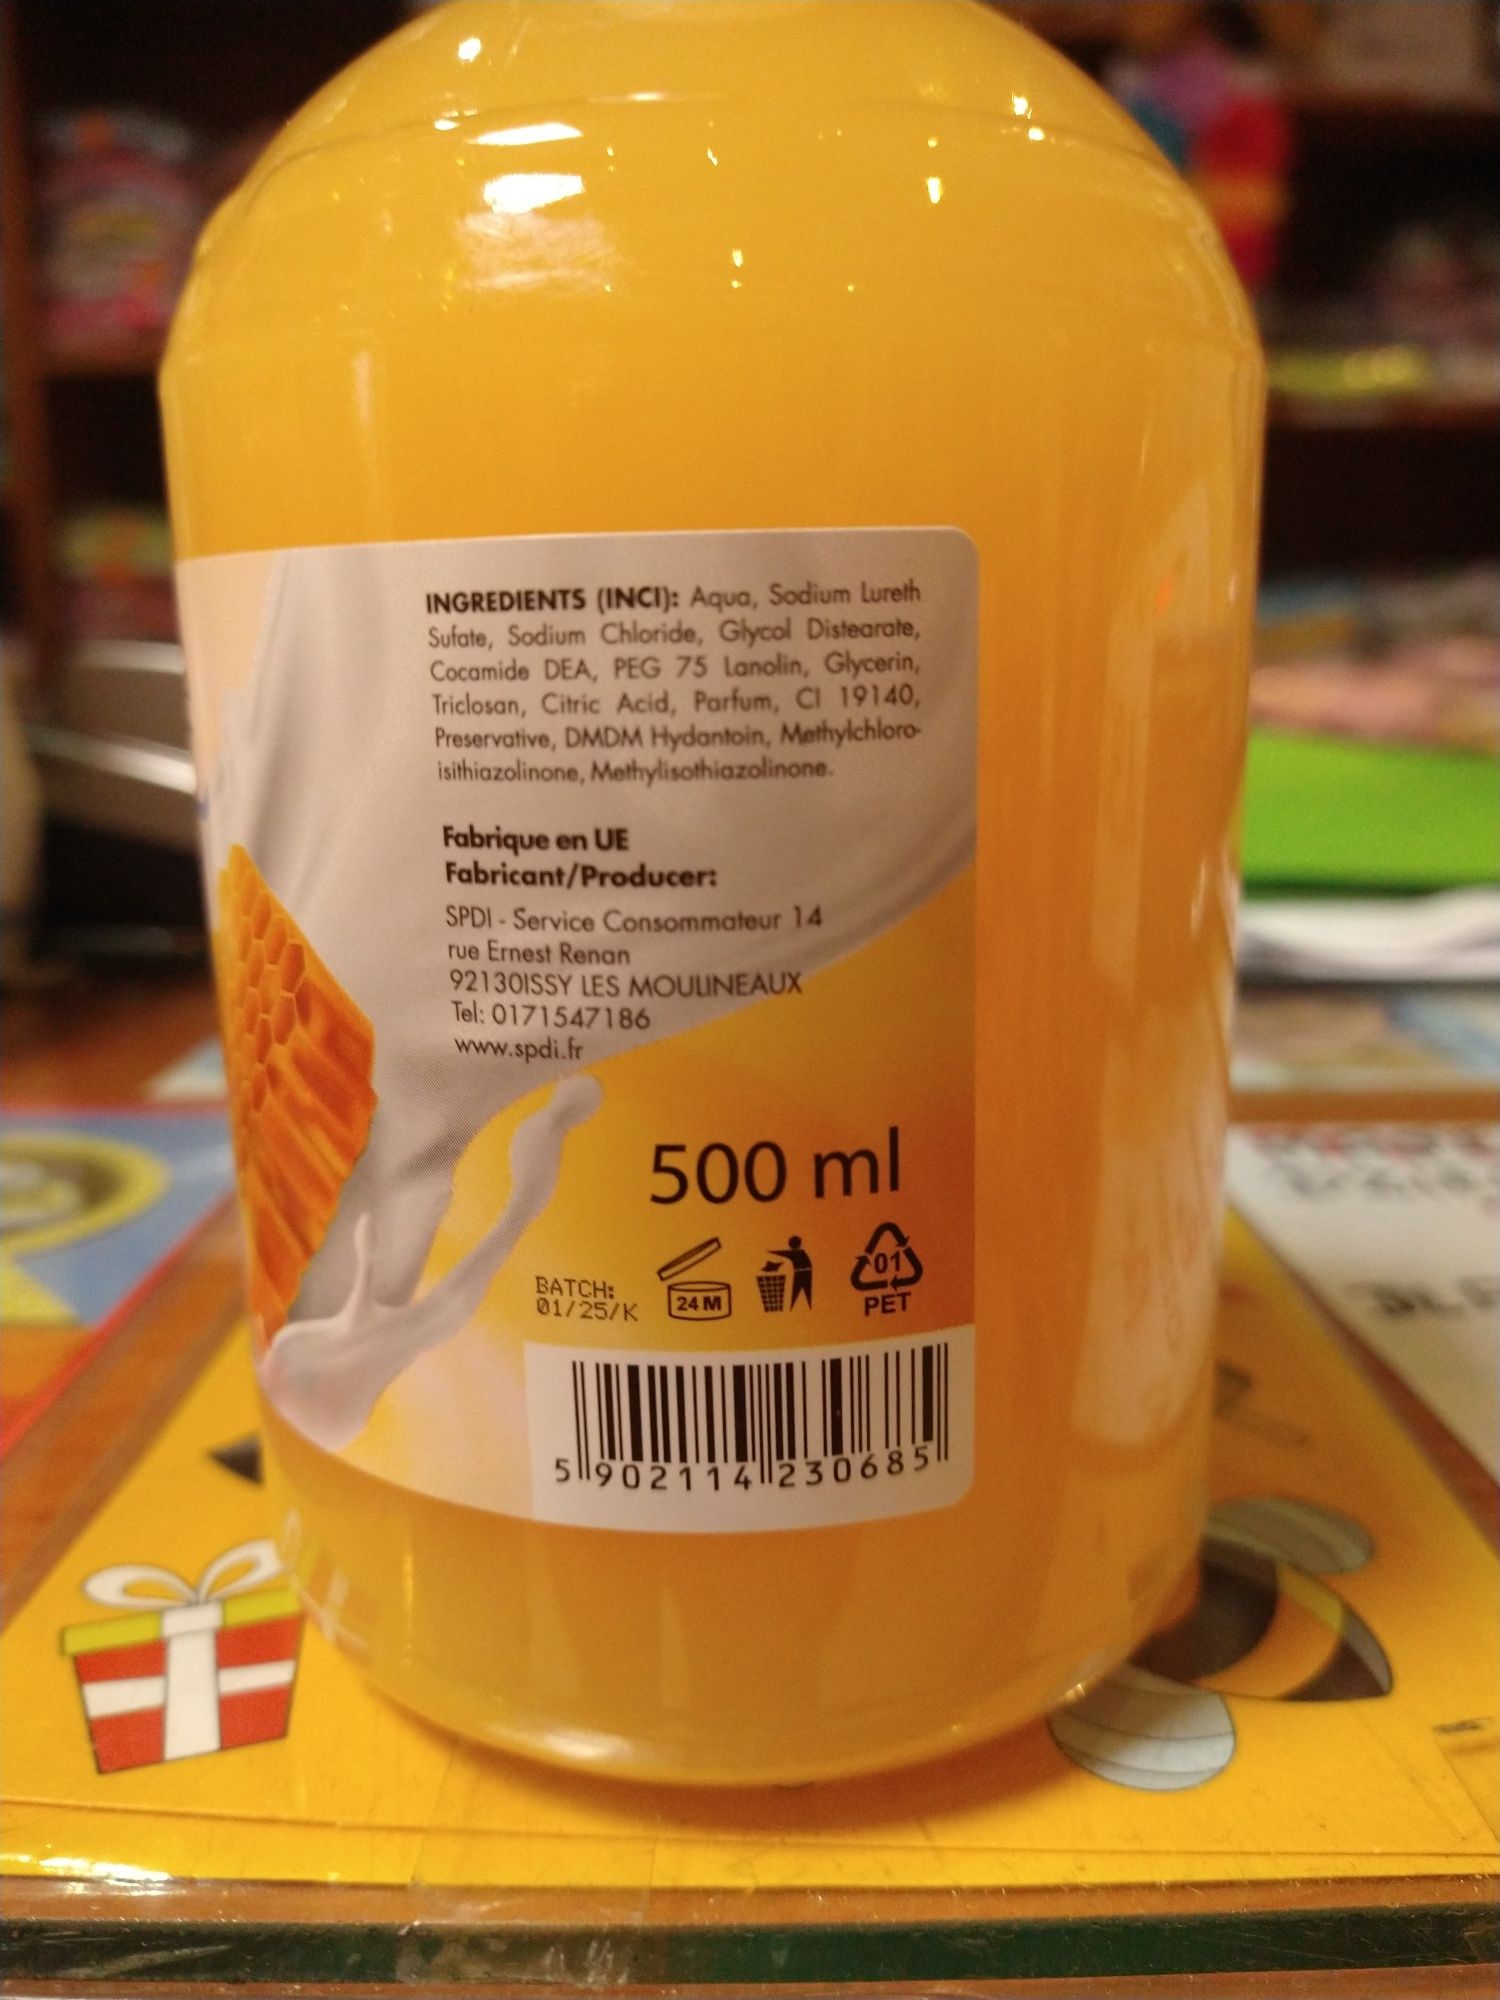 INGREDIENTS (INCI): Aqua, Sodium Lureth
Sufate, Sodium Chloride, Glycol Distearate,
Cocamide DEA, PEG 75 Lanolin, Glycerin,
Triclosan, Citric Acid, Parfum, CI 19140,
Preservative, DMDM Hydantoin, Methylchloro-
isithiazolinone, Methylisothiazolinone.
Fabrique en UE
Fabricant/Producer:
SPDI - Service Consommateur 14
rue Ernest Renan
92130ISSY LES MOULINEAUX
Tel: 0171547186
www.spdi.fr
500 ml
BATCH:
01/25/K
24 M
01
PET
5 902114 230685